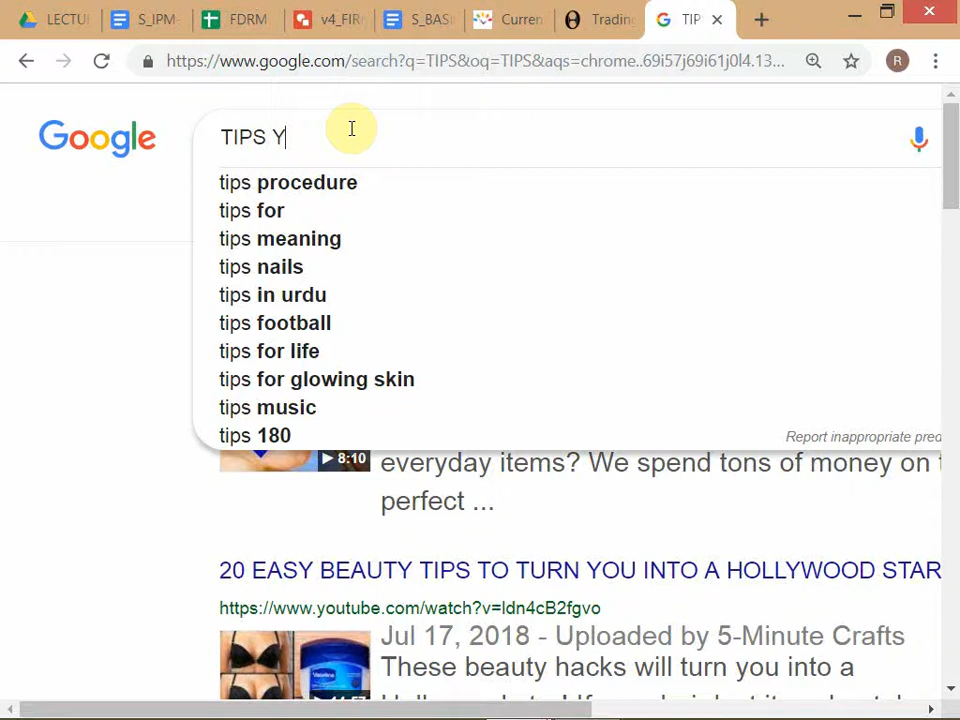 LECTU S_IPM- FDRM v4_FIR S_BASI Curren Trading TIP
https://www.google.com/search?q=TIPS&oq=TIPS&aqs=chrome..69i57j69i61j0l4.13... R
Google TIPS Y
tips procedure
tips for
tips meaning
tips nails
tips in urdu
tips football
tips for life
tips for glowing skin
tips music
tips 180
Report inappropriate pred
8:10 everyday items? We spend tons of money on
perfect ...
20 EASY BEAUTY TIPS TO TURN YOU INTO A HOLLYWOOD STAR
https://www.youtube.com/watch?v=ldn4cB2fgvo
Jul 17, 2018 - Uploaded by 5-Minute Crafts
These beauty hacks will turn you into a
Vaseline